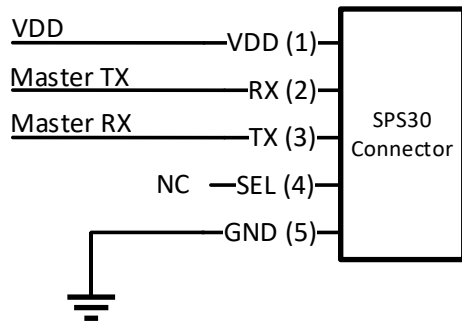 VDD
VDD (1)
Master TX
RX (2)
Master RX
TX (3)
SPS30
Connector
NC
SEL (4)
GND (5)